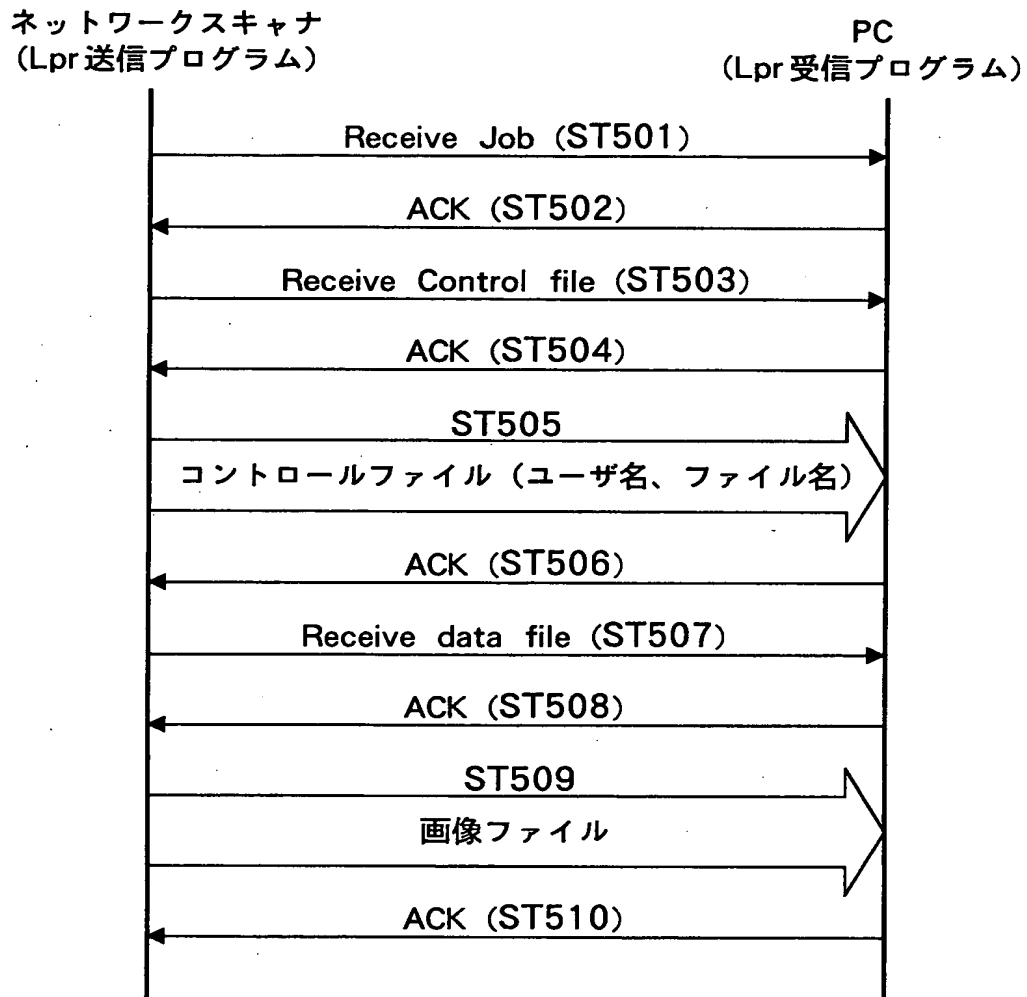 ネットワークスキャナ
(Lpr送信プログラム)
PC
(Lpr受信プログラム)
Receive Job (ST501)
ACK (ST502)
Receive Control file (ST503)
ACK (ST504)
ST505
コントロールファイル(ユーザ名、ファイル名)
ACK (ST506)
Receive data file (ST507)
ACK (ST508)
ST509
画像ファイル
ACK (ST510)